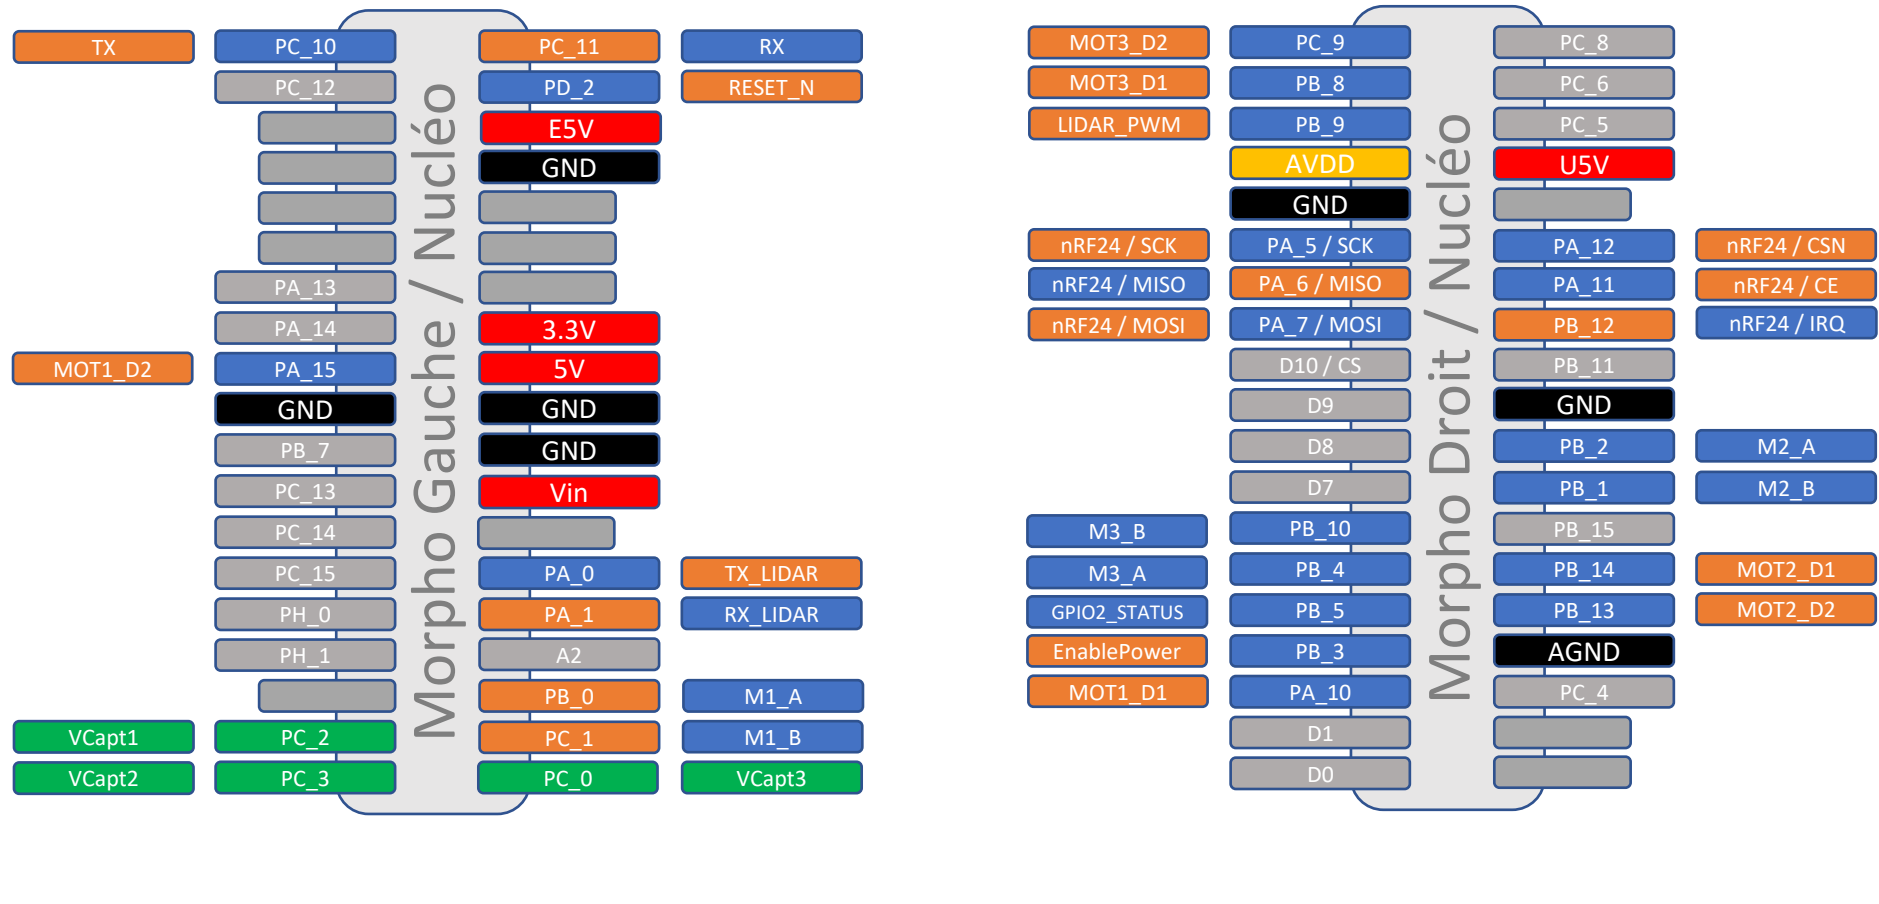 TX PC_10 PC_11 RX
PC_12 PD_2 RESET_N
E5V
GND
PA_13
PA_14 3.3V
MOT1_D2 PA_15 5V
GND GND
PB_7 GND
PC_13 Vin
PC_14
PC_15 PA_0 TX_LIDAR
PH_0 PA_1 RX_LIDAR
PH_1 A2
PB_0 M1_A
VCapt1 PC_2 PC_1 M1_B
VCapt2 PC_3 PC_0 VCapt3
Morpho Gauche / Nucléo
MOT3_D2 PC_9 PC_8
MOT3_D1 PB_8 PC_6
LIDAR_PWM PB_9 PC_5
AVDD U5V
GND
nRF24 / SCK PA_5 / SCK PA_12 nRF24 / CSN
nRF24 / MISO PA_6 / MISO PA_11 nRF24 / CE
nRF24 / MOSI PA_7 / MOSI PB_12 nRF24 / IRQ
D10 / CS PB_11
D9 GND
D8 PB_2 M2_A
D7 PB_1 M2_B
M3_B PB_10 PB_15
M3_A PB_4 PB_14 MOT2_D1
GPIO2_STATUS PB_5 PB_13 MOT2_D2
EnablePower PB_3 AGND
MOT1_D1 PA_10 PC_4
D1
D0
Morpho Droit / Nucléo